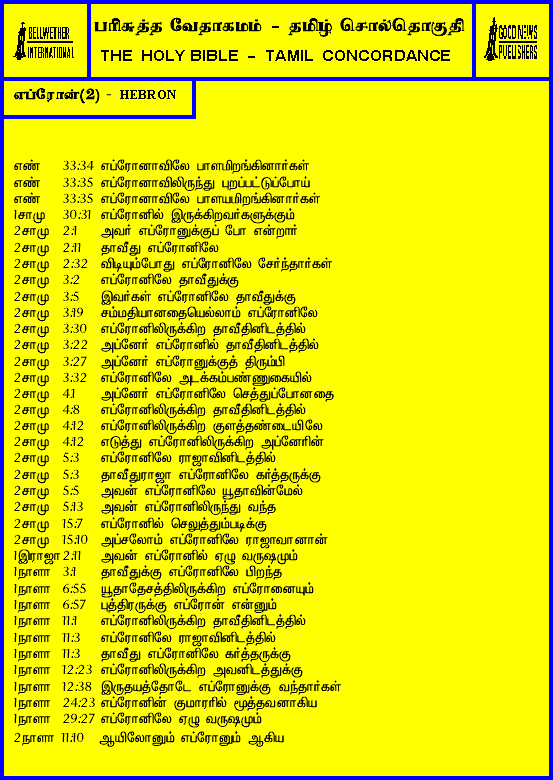 BELLWETHER
INTERNATIONAL
பரிசுத்த வேதாகமம் - தமிழ் சொல்தொகுதி
THE HOLY BIBLE - TAMIL CONCORDANCE
GOOD NEWS
PUBLISHERS
எப்ரோன்(2) - HEBRON
எண் 33:34 எப்ரோனாவிலே பாளமிறங்கினார்கள்
எண் 33:35 எப்ரோனாவிலிருந்து புறப்பட்டுப்போய்
எண் 33:35 எப்ரோனாவிலே பாளயமிறங்கினார்கள்
1சாமு 30:31 எப்ரோனில் இருக்கிறவர்களுக்கும்
2சாமு 2:1 அவர் எப்ரோனுக்குப் போ என்றார்
2சாமு 2:11 தாவீது எப்ரோனிலே
2சாமு 2:32 விடியும்போது எப்ரோனிலே சேர்ந்தார்கள்
2சாமு 3:2 எப்ரோனிலே தாவீதுக்கு
2சாமு 3:5 இவர்கள் எப்ரோனிலே தாவீதுக்கு
2சாமு 3:19 சம்மதியானதையெல்லாம் எப்ரோனிலே
2சாமு 3:30 எப்ரோனிலிருக்கிற தாவீதினிடத்தில்
2சாமு 3:22 அப்னேர் எப்ரோனில் தாவீதினிடத்தில்
2சாமு 3:27 அப்னேர் எப்ரோனுக்குத் திரும்பி
2சாமு 3:32 எப்ரோனிலே அடக்கம்பண்ணுகையில்
2சாமு 4:1 அப்னேர் எப்ரோனிலே செத்துப்போனதை
2சாமு 4:8 எப்ரோனிலிருக்கிற தாவீதினிடத்தில்
2சாமு 4:12 எப்ரோனிலிருக்கிற குளத்தண்டையிலே
2சாமு 4:12 எடுத்து எப்ரோனிலிருக்கிற அப்னேரின்
2சாமு 5:3 எப்ரோனிலே ராஜாவினிடத்தில்
2சாமு 5:3 தாவீதுராஜா எப்ரோனிலே கர்த்தருக்கு
2சாமு 5:5 அவன் எப்ரோனிலே யூதாவின்மேல்
2சாமு 5:13 அவன் எப்ரோனிலிருந்து வந்த
2சாமு 15:7 எப்ரோனில் செலுத்தும்படிக்கு
2சாமு 15:10 அப்சலோம் எப்ரோனிலே ராஜாவானான்
1இராஜா 2:11 அவன் எப்ரோனில் ஏழு வருஷமும்
1நாளா 3:1 தாவீதுக்கு எப்ரோனிலே பிறந்த
1நாளா 6:55 யூதாதேசத்திலிருக்கிற எப்ரோனையும்
1நாளா 6:57 புத்திரருக்கு எப்ரோன் என்னும்
1நாளா 11:1 எப்ரோனிலிருக்கிற தாவீதினிடத்தில்
1நாளா 11:3 எப்ரோனிலே ராஜாவினிடத்தில்
1நாளா 11:3 தாவீது எப்ரோனிலே கர்த்தருக்கு
1நாளா 12:23 எப்ரோனிலிருக்கிற அவனிடத்துக்கு
1நாளா 12:38 இருதயத்தோடே எப்ரோனுக்கு வந்தார்கள்
1நாளா 24:23 எப்ரோனின் குமாரரில் மூத்தவனாகிய
1நாளா 29:27 எப்ரோனிலே ஏழு வருஷமும்
2நாளா 11:10 ஆயிலோனும் எப்ரோனும் ஆகிய